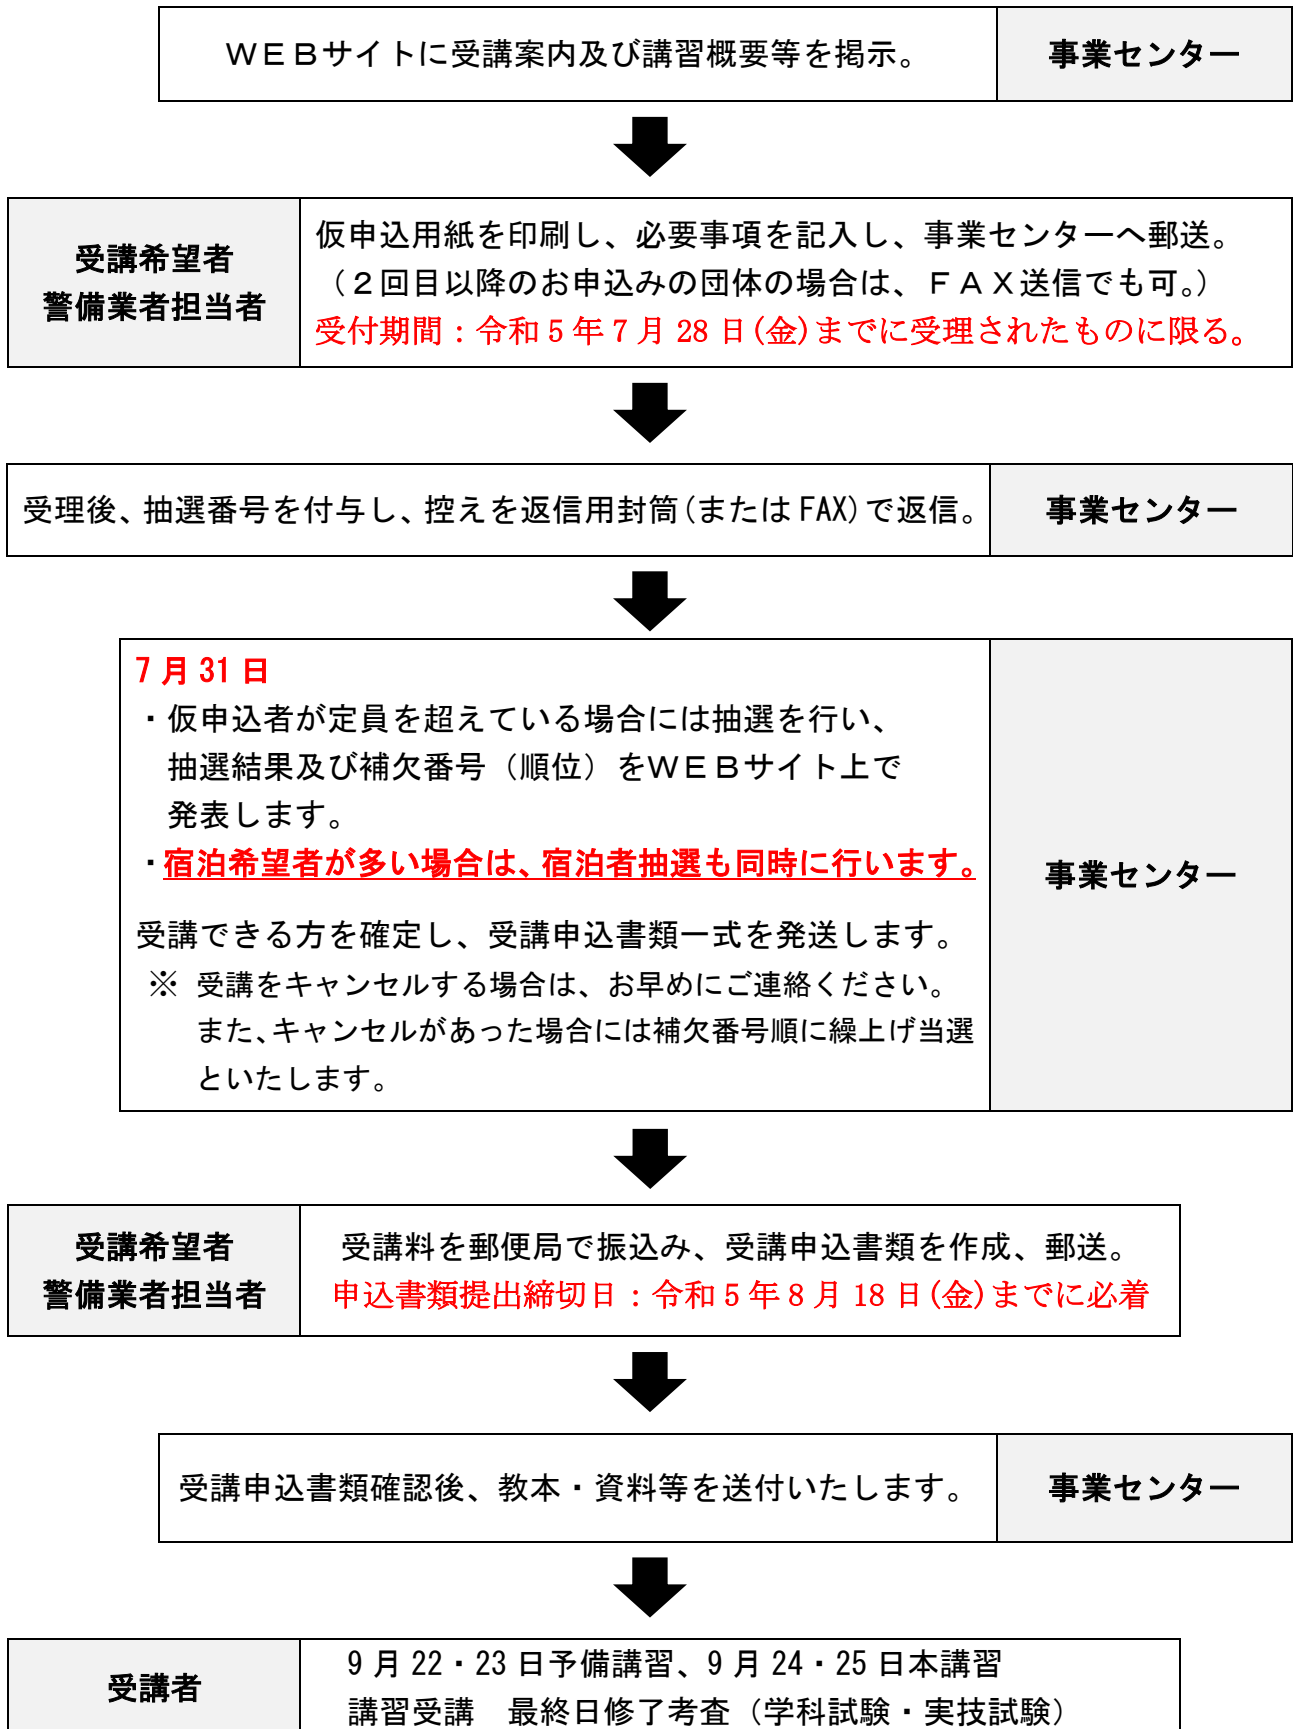 ＷＥＢサイトに受講案内及び講習概要等を掲示。
事業センター
受講希望者
警備業者担当者
仮申込用紙を印刷し、必要事項を記入し、事業センターへ郵送。
（２回目以降のお申込みの団体の場合は、ＦＡＸ送信でも可。）
受付期間：令和5年7月28日(金)までに受理されたものに限る。
受理後、抽選番号を付与し、控えを返信用封筒(またはFAX)で返信。
事業センター
7月31日
・仮申込者が定員を超えている場合には抽選を行い、
抽選結果及び補欠番号（順位）をＷＥＢサイト上で
発表します。
・宿泊希望者が多い場合は、宿泊者抽選も同時に行います。
受講できる方を確定し、受講申込書類一式を発送します。
※ 受講をキャンセルする場合は、お早めにご連絡ください。
また、キャンセルがあった場合には補欠番号順に繰上げ当選
といたします。
事業センター
受講希望者
警備業者担当者
受講料を郵便局で振込み、受講申込書類を作成、郵送。
申込書類提出締切日：令和5年8月18日(金)までに必着
受講申込書類確認後、教本・資料等を送付いたします。
事業センター
受講者
9月22・23日予備講習、9月24・25日本講習
講習受講　最終日修了考査（学科試験・実技試験）